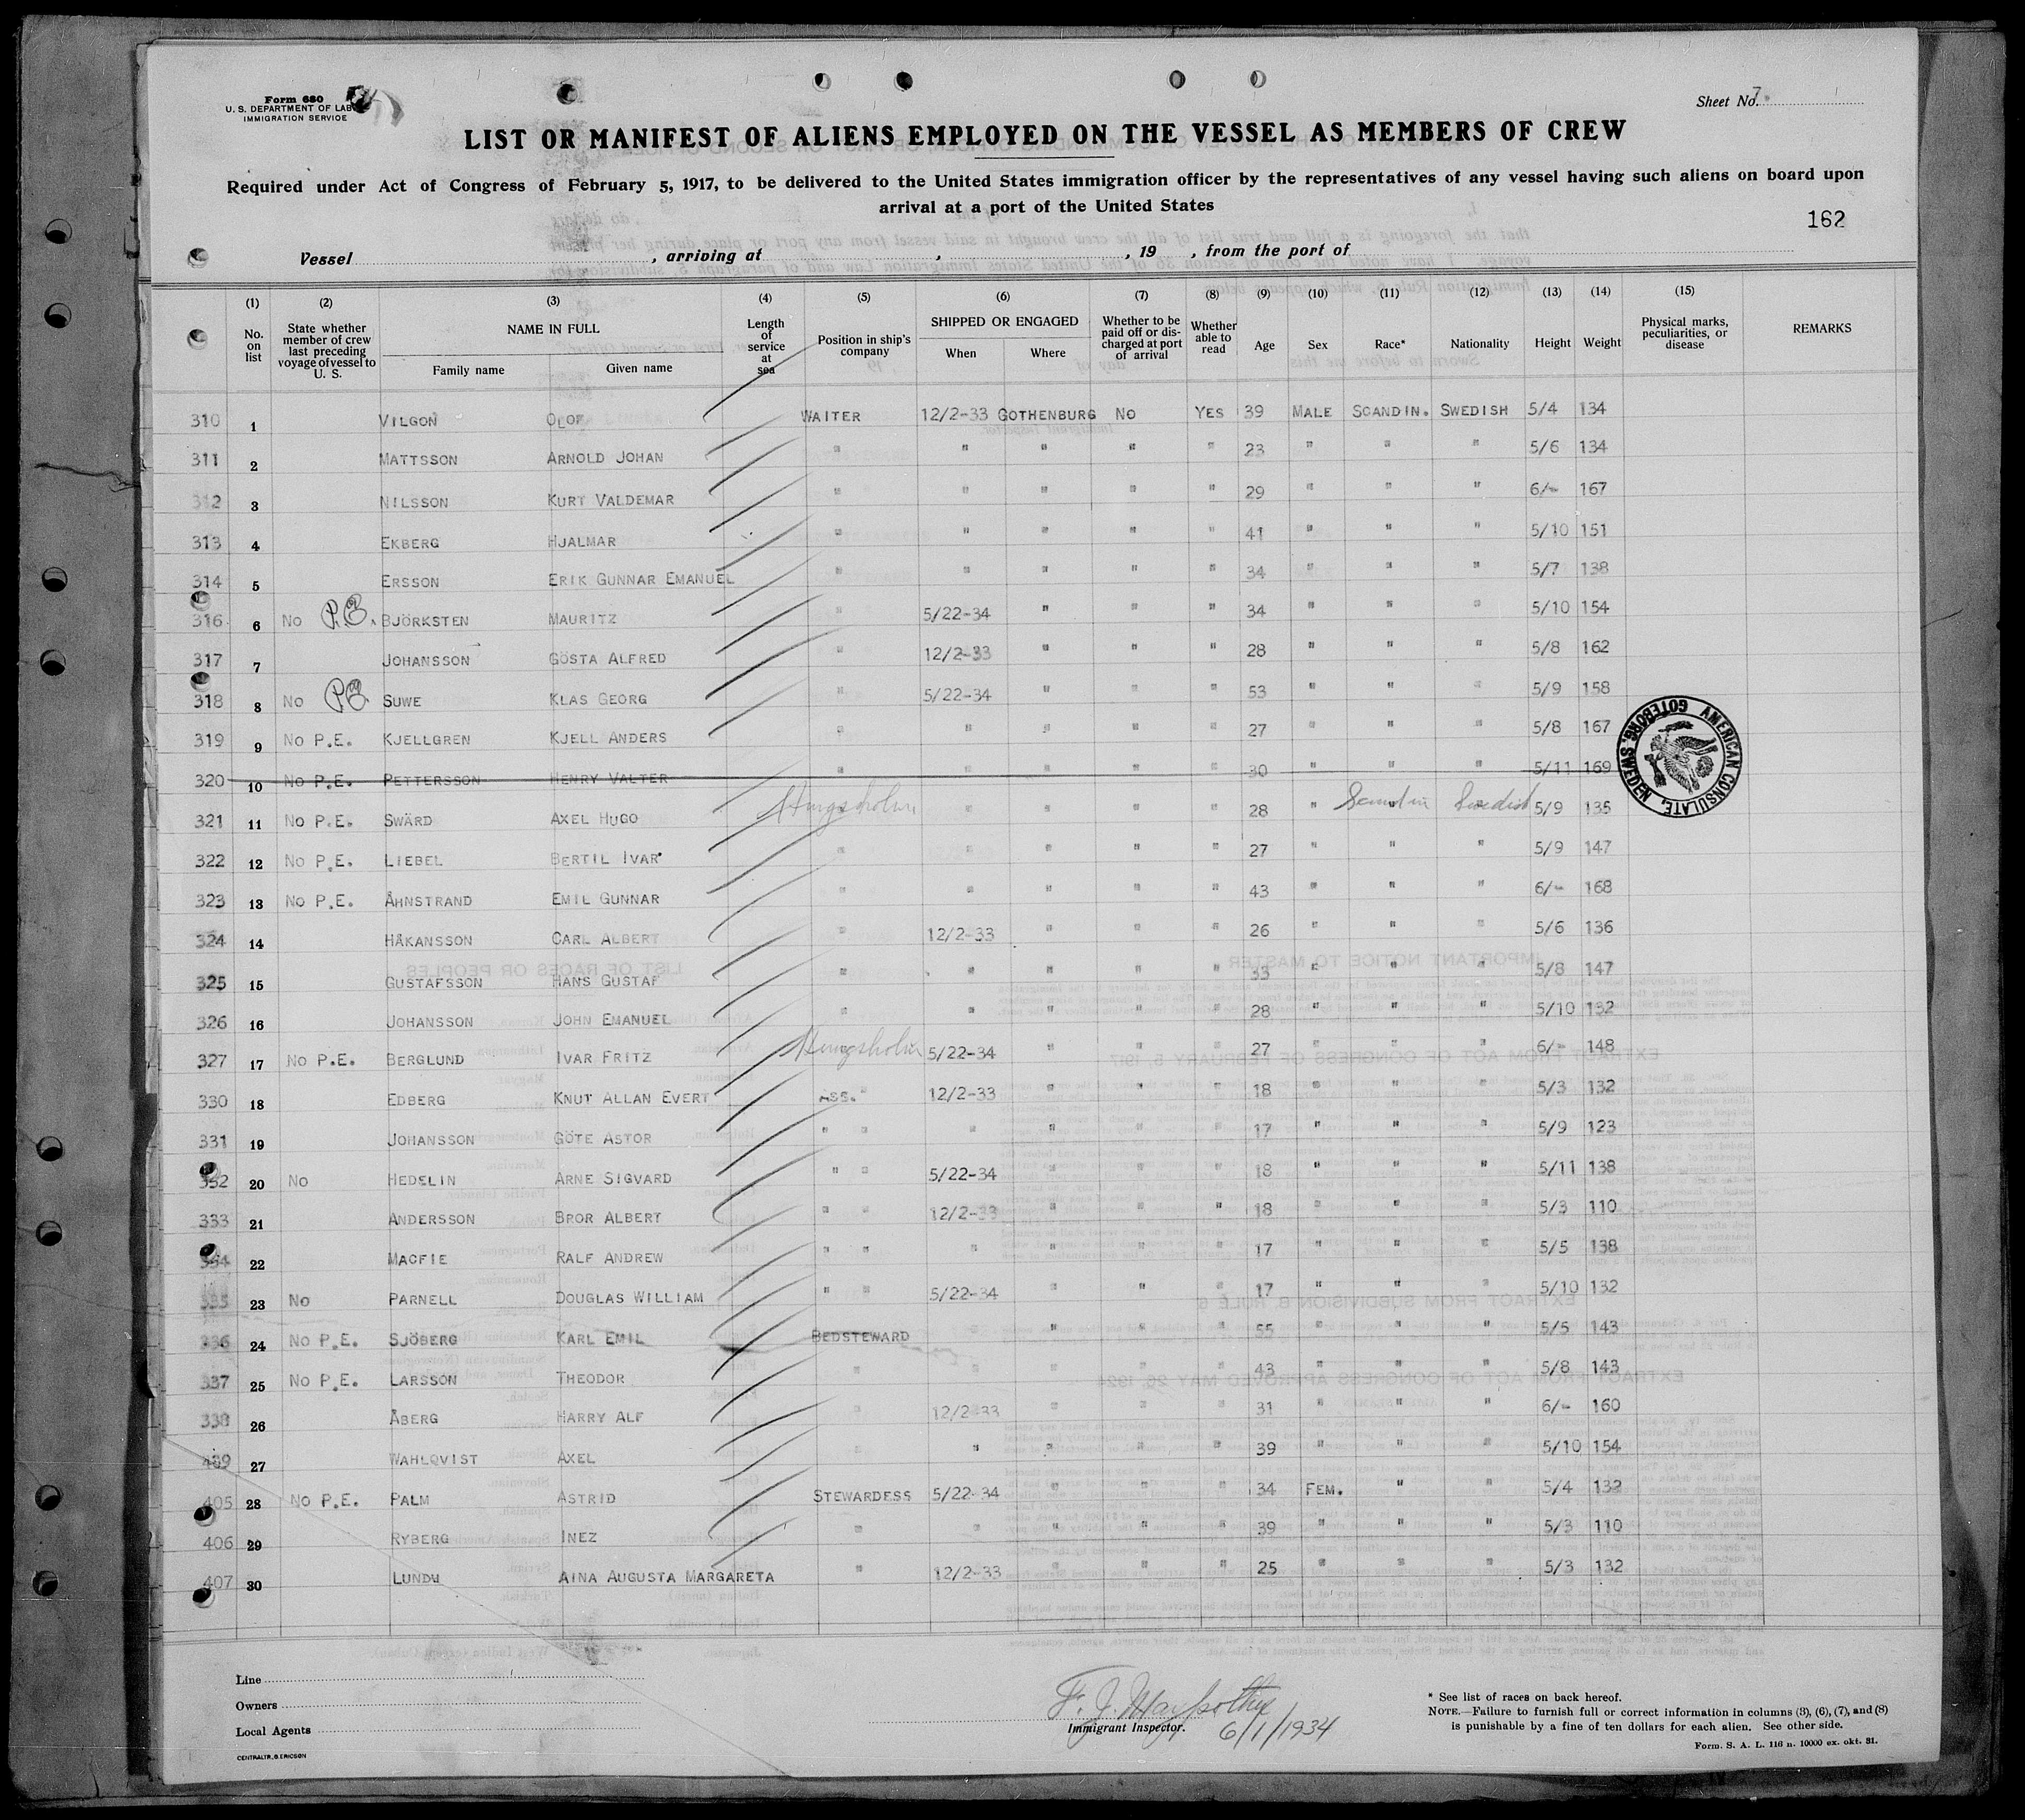 Form 680
U. S. DEPARTMENT OF LAB
IMMIGRATION SERVICE
Sheet No. 7.
LIST OR MANIFEST OF ALIENS EMPLOYED ON THE VESSEL AS MEMBERS OF CREW
Required under Act of Congress of February 5, 1917, to be delivered to the United States immigration officer by the representatives of any vessel having such aliens on board upon
arrival at a port of the United States
162
Vessel , arriving at , , 19 , from the port of
(1) (2) (3) (4) (5) (6) (7) (8) (9) (10) (11) (12) (13) (14) (15)
No. on list
State whether member of crew last preceding voyage of vessel to U. S.
NAME IN FULL
Family name Given name
Length of service at sea
Position in ship's company
SHIPPED OR ENGAGED
When Where
Whether to be paid off or discharged at port of arrival
Whether able to read
Age Sex Race* Nationality Height Weight
Physical marks, peculiarities, or disease
REMARKS
310 1 VILGON OLOF WAITER 12/2-33 GOTHENBURG NO YES 39 MALE SCANDIN. SWEDISH 5/4 134
311 2 MATTSSON ARNOLD JOHAN " " " " " 23 " " " 5/6 134
312 3 NILSSON KURT VALDEMAR " " " " " 29 " " " 6/- 167
313 4 EKBERG HJALMAR " " " " " 41 " " " 5/10 151
314 5 ERSSON ERIK GUNNAR EMANUEL " " " " " 34 " " " 5/7 138
316 6 NO P.E. BJÖRKSTEN MAURITZ " 5/22-34 " " " 34 " " " 5/10 154
317 7 JOHANSSON GÖSTA ALFRED " 12/2-33 " " " 28 " " " 5/8 162
318 8 NO PE SUWE KLAS GEORG " 5/22-34 " " " 53 " " " 5/9 158
319 9 NO P.E. KJELLGREN KJELL ANDERS " " " " " 27 " " " 5/8 167
320 10 NO P.E. PETTERSSON HENRY VALTER " " " " " 30 " " " 5/11 169
321 11 NO P.E. SWÄRD AXEL HUGO Kungsholm " " " " 28 " Scandin Swedish 5/9 135
322 12 NO P.E. LIEBEL BERTIL IVAR " " " " " 27 " " " 5/9 147
323 13 NO P.E. ÅHNSTRAND EMIL GUNNAR " " " " " 43 " " " 6/- 168
324 14 HÅKANSSON CARL ALBERT " 12/2-33 " " " 26 " " " 5/6 136
325 15 GUSTAFSSON HANS GUSTAF " " " " " 33 " " " 5/8 147
326 16 JOHANSSON JOHN EMANUEL " " " " " 28 " " " 5/10 132
327 17 NO P.E. BERGLUND IVAR FRITZ Kungsholm 5/22-34 " " " 27 " " " 6/- 148
330 18 EDBERG KNUT ALLAN EVERT ASS. " 12/2-33 " " " 18 " " " 5/3 132
331 19 JOHANSSON GÖTE ASTOR " " " " " " 17 " " " 5/9 123
332 20 NO HEDELIN ARNE SIGVARD " " 5/22-34 " " " 18 " " " 5/11 138
333 21 ANDERSSON BROR ALBERT " " 12/2-33 " " " 18 " " " 5/3 110
334 22 MACFIE RALF ANDREW " " " " " " 17 " " " 5/5 138
335 23 NO PARNELL DOUGLAS WILLIAM " " 5/22-34 " " " 17 " " " 5/10 132
336 24 NO P.E. SJÖBERG KARL EMIL BEDSTEWARD " " " " 55 " " " 5/5 143
337 25 NO P.E. LARSSON THEODOR " " " " " 43 " " " 5/8 143
338 26 ÅBERG HARRY ALF " 12/2-33 " " " 31 " " " 6/- 160
27 WAHLQVIST AXEL " " " " " 39 " " " 5/10 154
405 28 NO P.E. PALM ASTRID STEWARDESS 5/22-34 " " " 34 FEM. " " 5/4 132
406 29 RYBERG INEZ " " " " " 39 " " " 5/3 110
407 30 AINA AUGUSTA MARGARETA " 12/2-33 " " " 25 " " " 5/3 132
AMERICAN CONSULATE, GOTEBORG, SWEDEN
Line
Owners
Local Agents
CENTRALTR., G. ERICSON
F. J.
Immigrant Inspector. 6/1/1934
* See list of races on back hereof.
NOTE.—Failure to furnish full or correct information in columns (3), (6), (7), and (8)
is punishable by a fine of ten dollars for each alien. See other side.
Form. S. A. L. 116 n. 10000 ex. okt. 31.